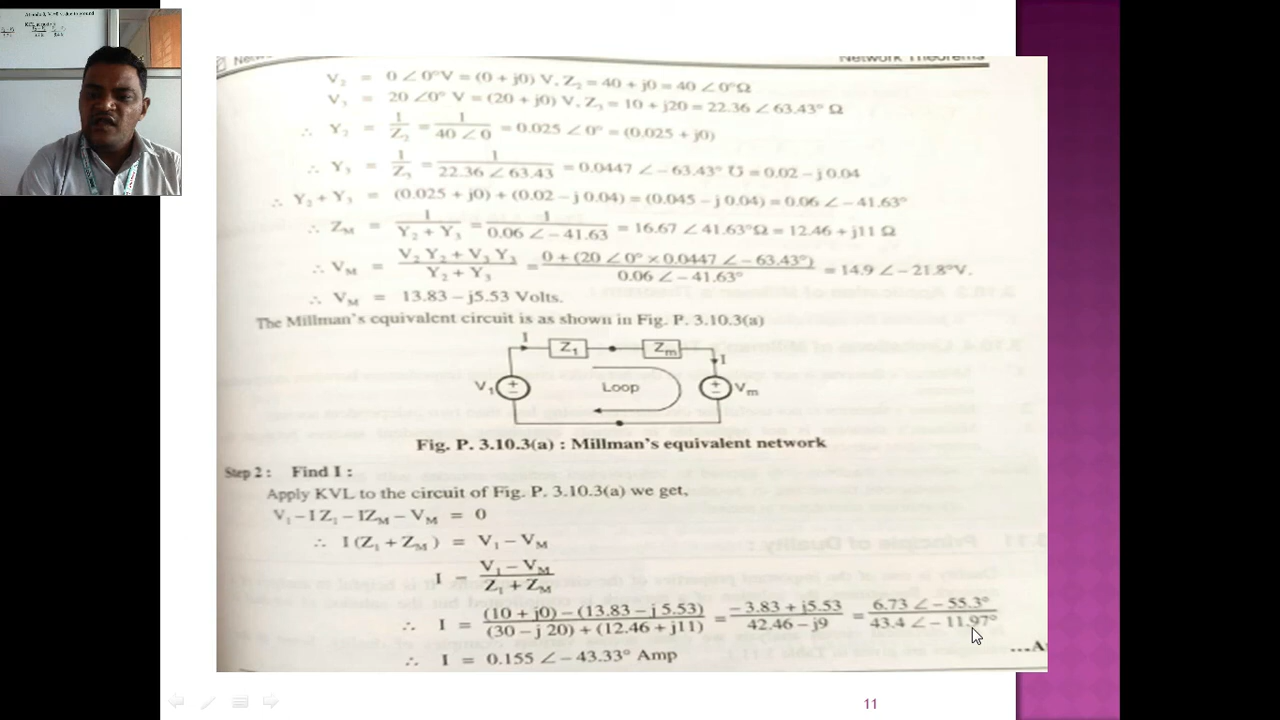 Network Theorems
V₂ = 0 ∠ 0°V = (0 + j0) V, Z₂ = 40 + j0 = 40 ∠ 0°Ω
V₃ = 20 ∠0° V = (20 + j0) V, Z₃ = 10 + j20 = 22.36 ∠ 63.43° Ω
∴ Y₂ = 1/Z₂ = 1/(40 ∠ 0) = 0.025 ∠ 0° = (0.025 + j0)
∴ Y₃ = 1/Z₃ = 1/(22.36 ∠ 63.43) = 0.0447 ∠ – 63.43° ℧ = 0.02 – j 0.04
∴ Y₂ + Y₃ = (0.025 + j0) + (0.02 – j 0.04) = (0.045 – j 0.04) = 0.06 ∠ – 41.63°
∴ Z_M = 1/(Y₂ + Y₃) = 1/(0.06 ∠ – 41.63) = 16.67 ∠ 41.63°Ω = 12.46 + j11 Ω
∴ V_M = (V₂ Y₂ + V₃ Y₃)/(Y₂ + Y₃) = (0 + (20 ∠ 0° × 0.0447 ∠ – 63.43°))/(0.06 ∠ – 41.63°) = 14.9 ∠ – 21.8°V.
∴ V_M = 13.83 – j5.53 Volts.
The Millman's equivalent circuit is as shown in Fig. P. 3.10.3(a)
I Z₁ Zₘ I
V₁ Loop Vₘ
Fig. P. 3.10.3(a) : Millman's equivalent network
Step 2 : Find I :
Apply KVL to the circuit of Fig. P. 3.10.3(a) we get,
V₁ – I Z₁ – IZ_M – V_M = 0
∴ I (Z₁ + Z_M) = V₁ – V_M
I = (V₁ – V_M)/(Z₁ + Z_M)
∴ I = ((10 + j0) – (13.83 – j 5.53))/((30 – j 20) + (12.46 + j11)) = (– 3.83 + j5.53)/(42.46 – j9) = (6.73 ∠ – 55.3°)/(43.4 ∠ – 11.97°)
∴ I = 0.155 ∠ – 43.33° Amp
11